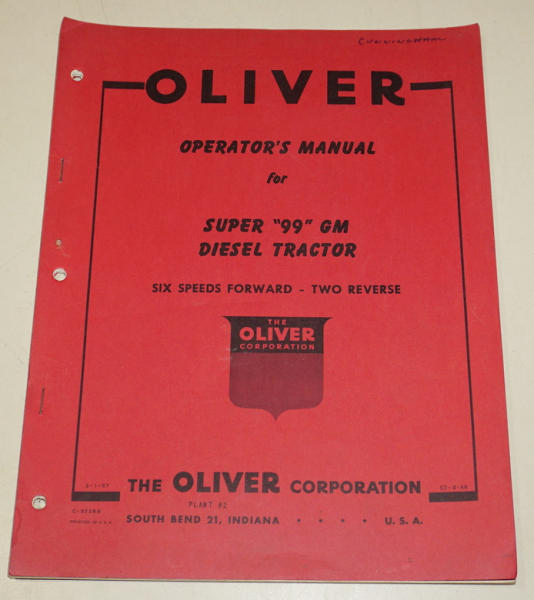 CUNNINGHAM
OLIVER
OPERATOR'S MANUAL
for
SUPER "99" GM
DIESEL TRACTOR
SIX SPEEDS FORWARD - TWO REVERSE
THE
OLIVER
CORPORATION
THE OLIVER CORPORATION
PLANT #2
SOUTH BEND 21, INDIANA • • • • U. S. A.